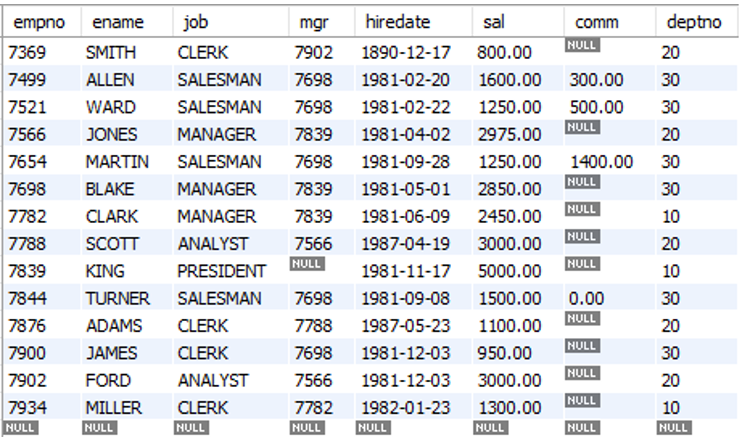 empno ename job mgr hiredate sal comm deptno
7369 SMITH CLERK 7902 1890-12-17 800.00 NULL 20
7499 ALLEN SALESMAN 7698 1981-02-20 1600.00 300.00 30
7521 WARD SALESMAN 7698 1981-02-22 1250.00 500.00 30
7566 JONES MANAGER 7839 1981-04-02 2975.00 NULL 20
7654 MARTIN SALESMAN 7698 1981-09-28 1250.00 1400.00 30
7698 BLAKE MANAGER 7839 1981-05-01 2850.00 NULL 30
7782 CLARK MANAGER 7839 1981-06-09 2450.00 NULL 10
7788 SCOTT ANALYST 7566 1987-04-19 3000.00 NULL 20
7839 KING PRESIDENT NULL 1981-11-17 5000.00 NULL 10
7844 TURNER SALESMAN 7698 1981-09-08 1500.00 0.00 30
7876 ADAMS CLERK 7788 1987-05-23 1100.00 NULL 20
7900 JAMES CLERK 7698 1981-12-03 950.00 NULL 30
7902 FORD ANALYST 7566 1981-12-03 3000.00 NULL 20
7934 MILLER CLERK 7782 1982-01-23 1300.00 NULL 10
NULL NULL NULL NULL NULL NULL NULL NULL